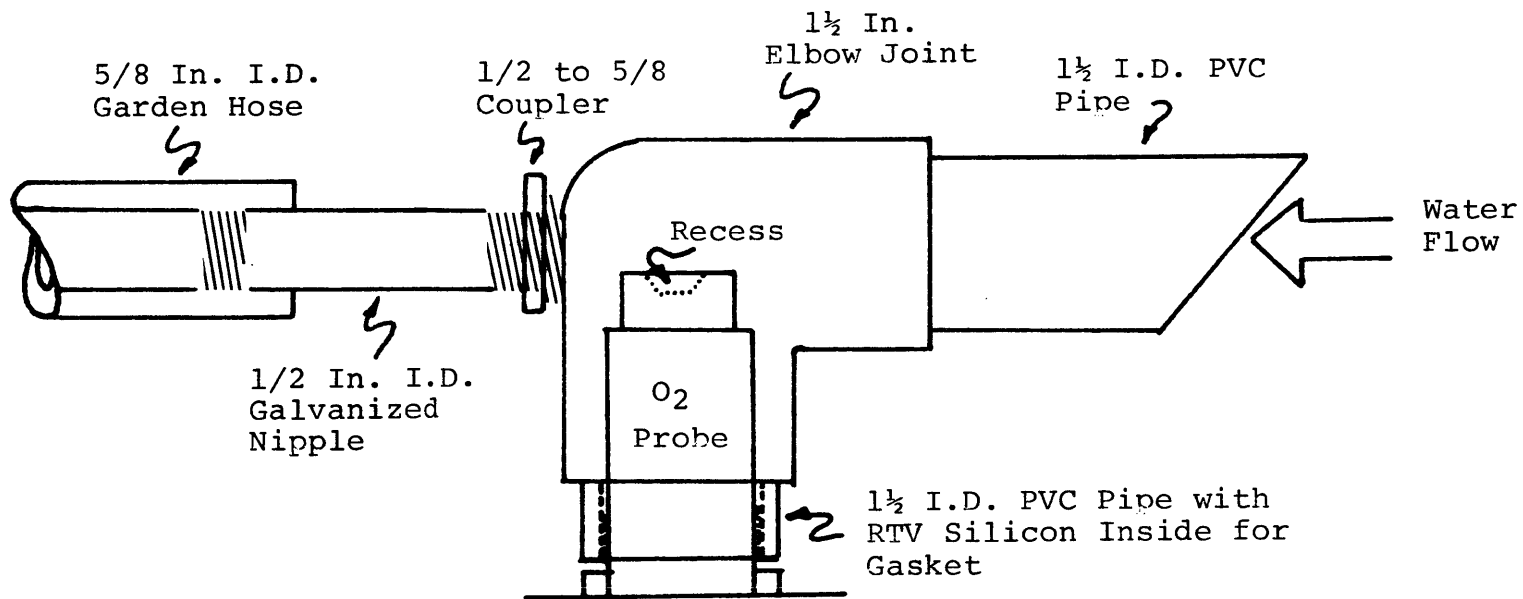 1½ In.
Elbow Joint
5/8 In. I.D.
Garden Hose
1/2 to 5/8
Coupler
1½ I.D. PVC
Pipe
Water
Flow
Recess
O2
Probe
1/2 In. I.D.
Galvanized
Nipple
1½ I.D. PVC Pipe with
RTV Silicon Inside for
Gasket